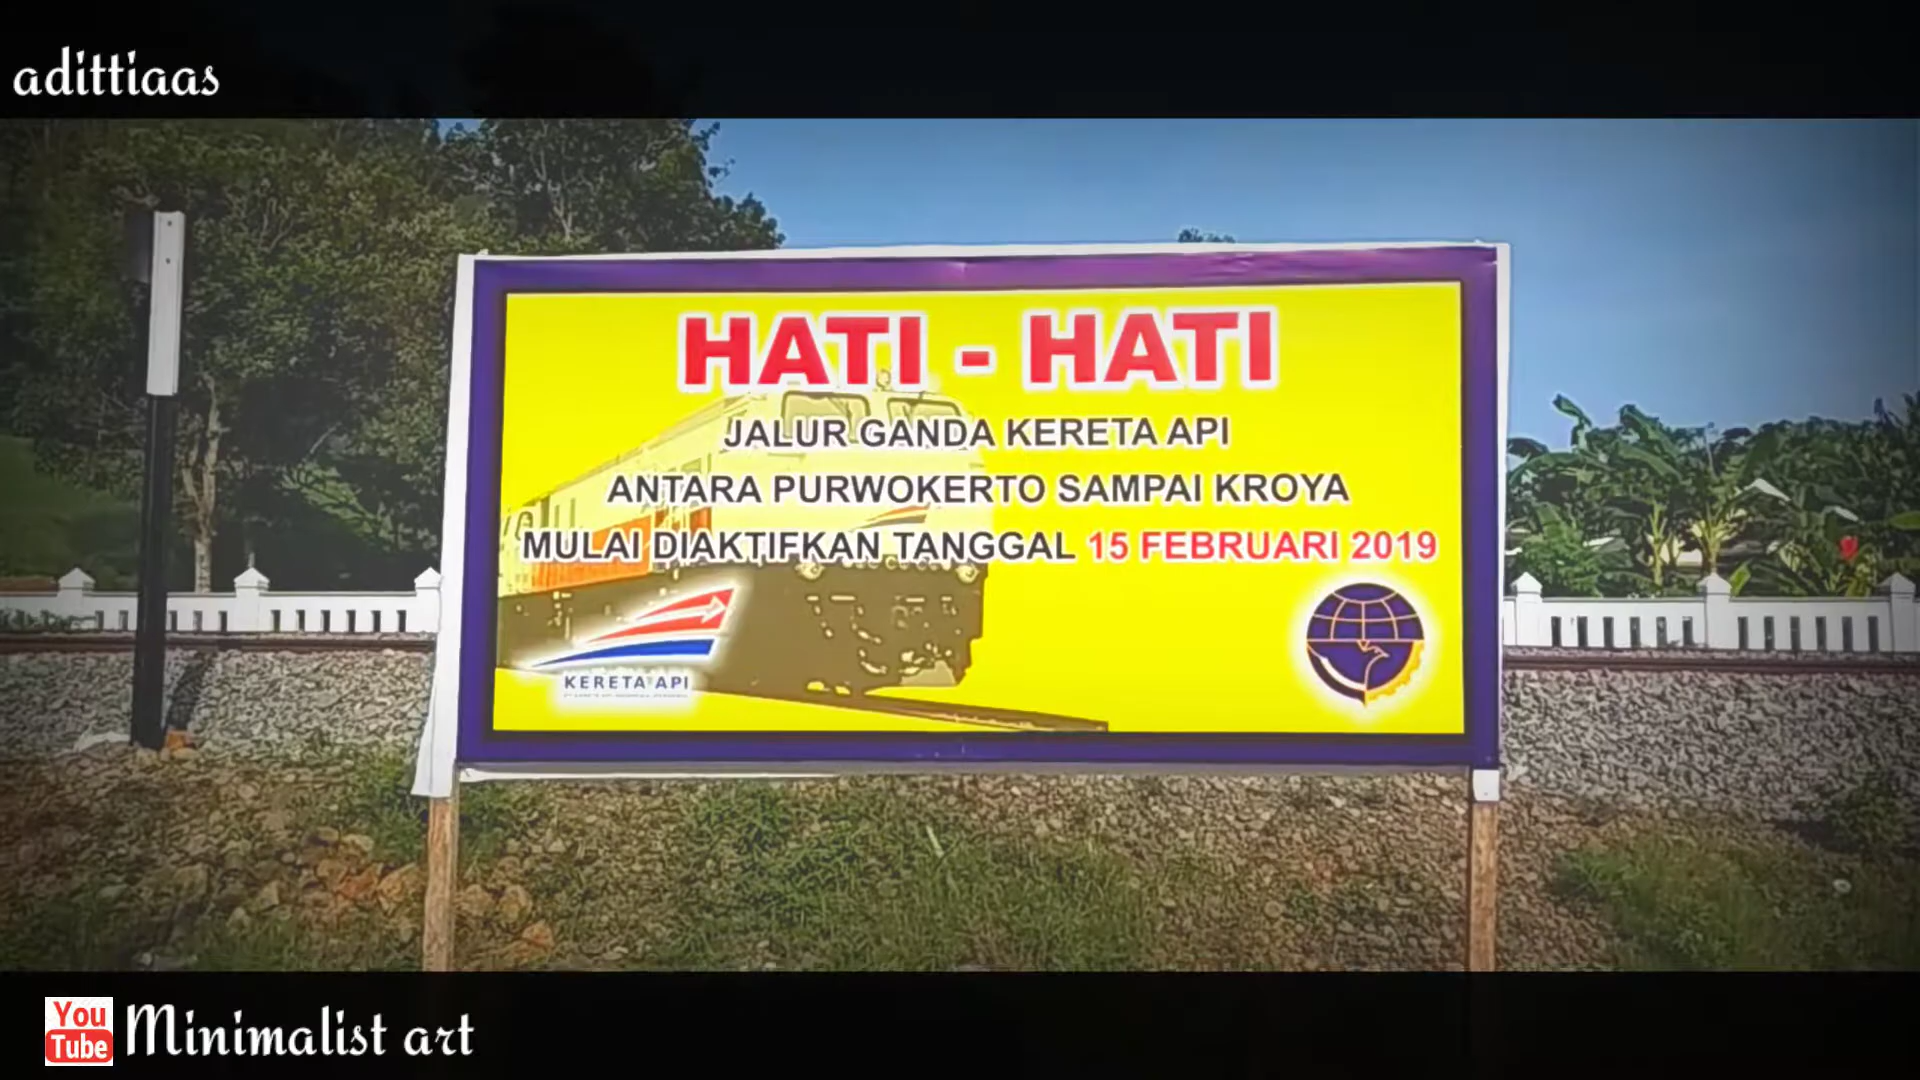 adittiaas
HATI - HATI
JALUR GANDA KERETA API
ANTARA PURWOKERTO SAMPAI KROYA
MULAI DIAKTIFKAN TANGGAL 15 FEBRUARI 2019
KERETA API
You
Tube
Minimalist art